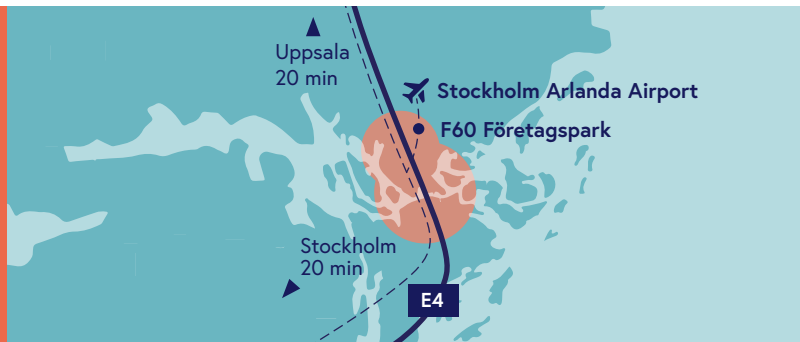 Uppsala
20 min
Stockholm Arlanda Airport
F60 Företagspark
Stockholm
20 min
E4